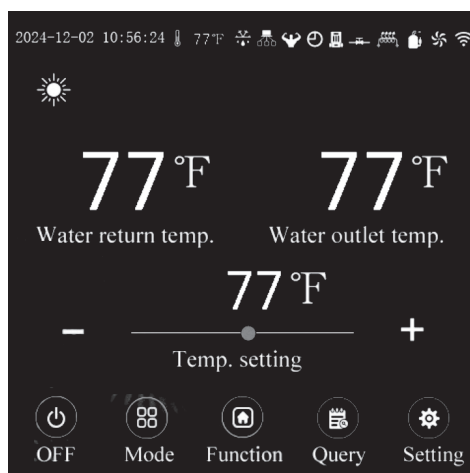 2024-12-02 10:56:24 77℉
77℉ 77℉
Water return temp. Water outlet temp.
77℉
- +
Temp. setting
OFF Mode Function Query Setting